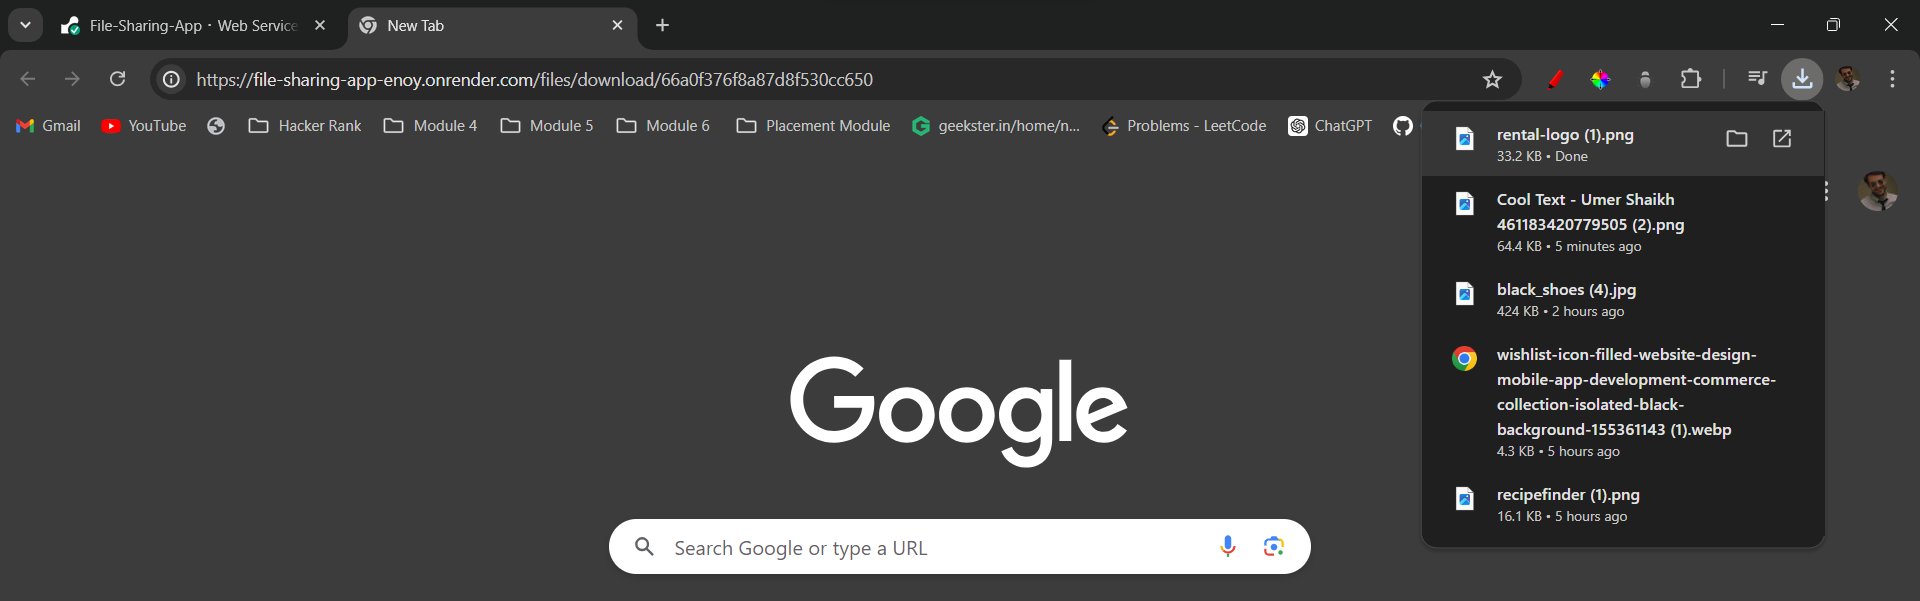 File-Sharing-App · Web Service
New Tab
https://file-sharing-app-enoy.onrender.com/files/download/66a0f376f8a87d8f530cc650
Gmail
YouTube
Hacker Rank
Module 4
Module 5
Module 6
Placement Module
geekster.in/home/n...
Problems - LeetCode
ChatGPT
rental-logo (1).png
33.2 KB • Done
Cool Text - Umer Shaikh
461183420779505 (2).png
64.4 KB • 5 minutes ago
black_shoes (4).jpg
424 KB • 2 hours ago
wishlist-icon-filled-website-design-
mobile-app-development-commerce-
collection-isolated-black-
background-155361143 (1).webp
4.3 KB • 5 hours ago
recipefinder (1).png
16.1 KB • 5 hours ago
Google
Search Google or type a URL